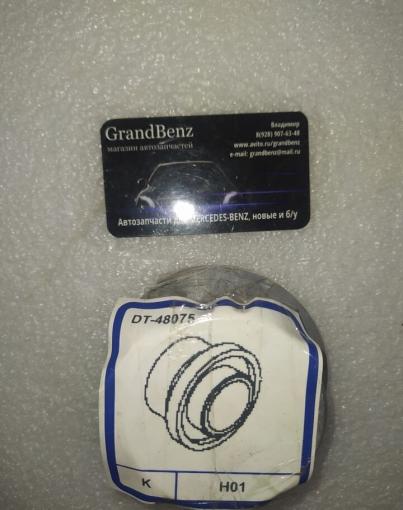 GrandBenz
магазин автозапчастей
Владимир
8(928) 907-63-48
www.avito.ru/grandbenz
e-mail: grandbenz@mail.ru
Автозапчасти MERCEDES-BENZ, новые и б/у
DT-48075
K H01